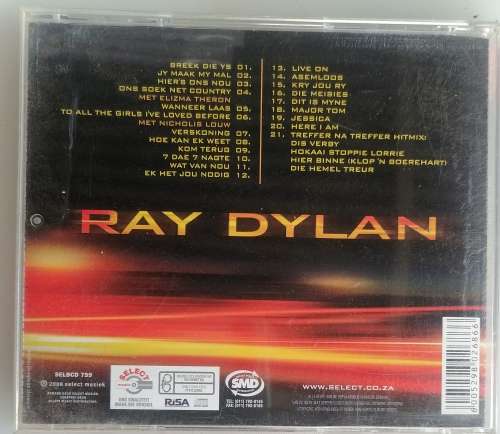 BREEK DIE YS 01.
JY MAAK MY MAL 02.
HIER'S ONS NOU 03.
ONS SOEK NET COUNTRY 04.
MET ELIZMA THERON
WANNEER LAAS 05.
TO ALL THE GIRLS I'VE LOVED BEFORE 06.
MET NICHOLIS LOUW
VERSKONING 07.
HOE KAN EK WEET 08.
KOM TERUG 09.
7 DAE 7 NAGTE 10.
WAT VAN NOU 11.
EK HET JOU NODIG 12.
13. LIVE ON
14. ASEMLOOS
15. KRY JOU RY
16. DIE MEISIES
17. DIT IS MYNE
18. MAJOR TOM
19. JESSICA
20. HERE I AM
21. TREFFER NA TREFFER HITMIX:
DIS VERBY
HOKAAI STOPPIE LORRIE
HIER BINNE (KLOP 'N BOEREHART)
DIE HEMEL TREUR
RAY DYLAN
SELBCD 759
2008 select musiek
SELECT
RiSA
SMD
TEL: (011) 792-9145
WWW.SELECT.CO.ZA